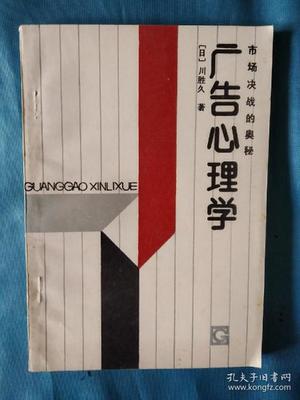 市场决战的奥秘
广告心理学
[日] 川胜久 著
GUANGGAO XINLIXUE
G
孔夫子旧书网
kongfz.com